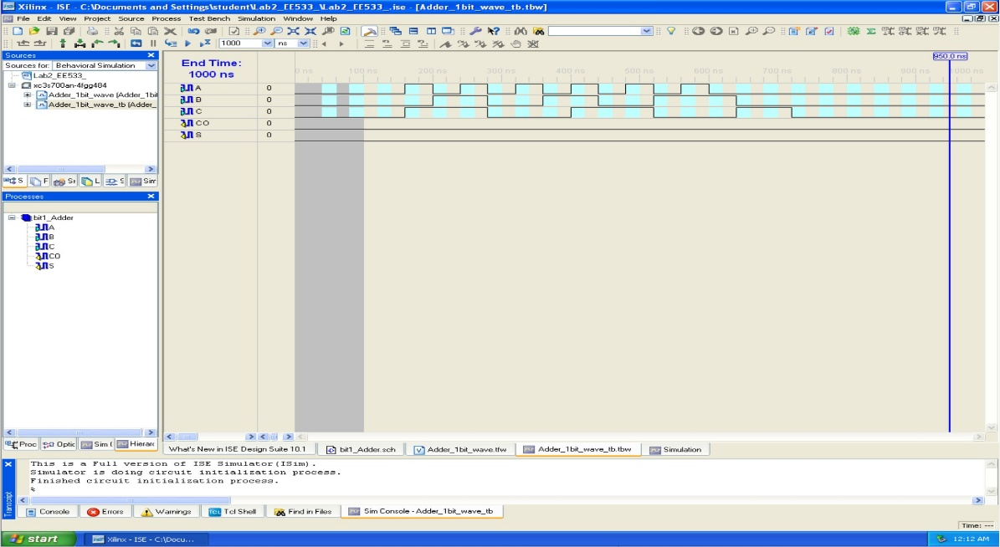 Xilinx - ISE - C:\Documents and Settings\student\Lab2_EE533_\Lab2_EE533_.ise - [Adder_1bit_wave_tb.tbw]
File Edit View Project Source Process Test Bench Simulation Window Help
1000 ns
Sources
Sources for: Behavioral Simulation
Lab2_EE533_
xc3s700an-4fgg484
Adder_1bit_wave (Adder_1bit
Adder_1bit_wave_tb (Adder_
S F Sr L S Sim
Processes
bit1_Adder
A
B
C
CO
S
Proc Optic Sim ( Hierarc
End Time:
1000 ns
950.0 ns
0 ns 100 ns 200 ns 300 ns 400 ns 500 ns 600 ns 700 ns 800 ns 900 ns 1000 ns
A 0
B 0
C 0
CO 0
S 0
What's New in ISE Design Suite 10.1 bit1_Adder.sch Adder_1bit_wave.tfw Adder_1bit_wave_tb.tbw Simulation
This is a Full version of ISE Simulator(ISim).
Simulator is doing circuit initialization process.
Finished circuit initialization process.
%
Transcript
Console Errors Warnings Tcl Shell Find in Files Sim Console - Adder_1bit_wave_tb
Time: ---
start Xilinx - ISE - C:\Docu... 12:12 AM